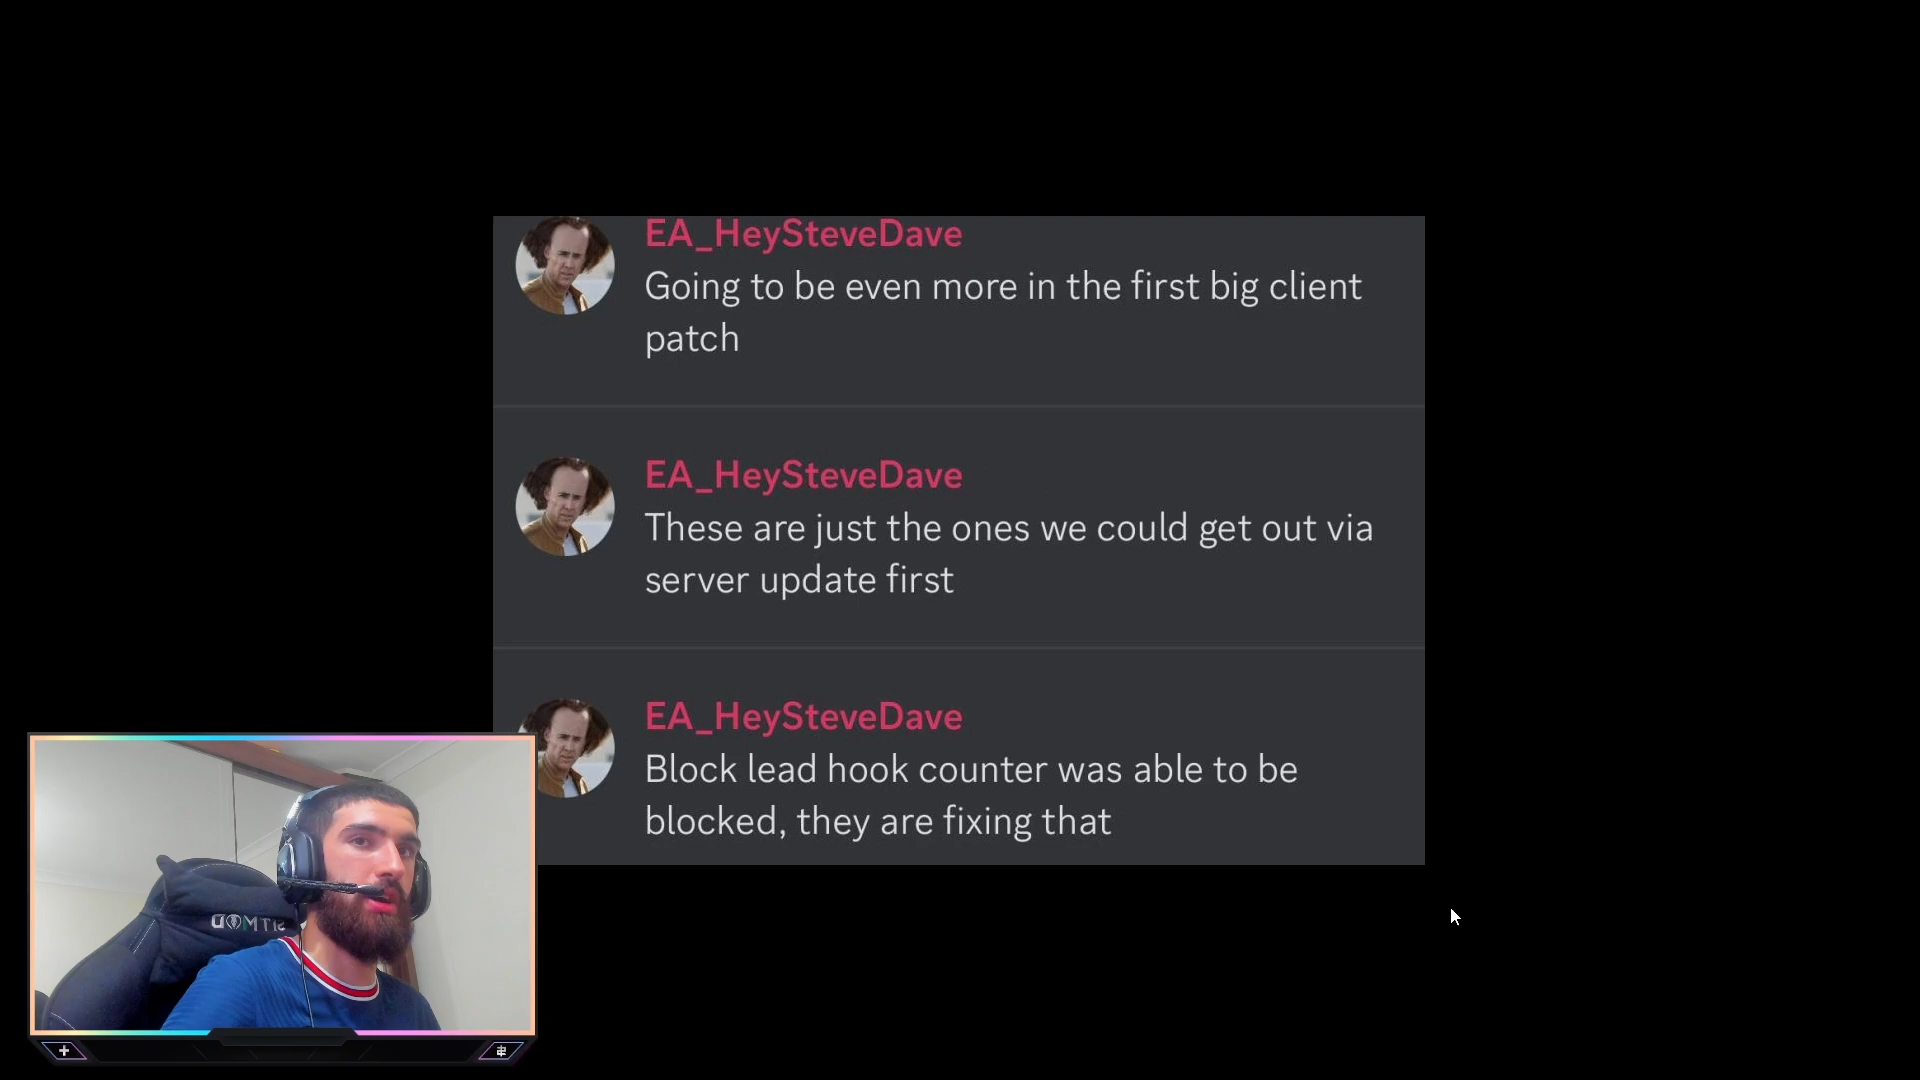 EA_HeySteveDave
Going to be even more in the first big client
patch
EA_HeySteveDave
These are just the ones we could get out via
server update first
EA_HeySteveDave
Block lead hook counter was able to be
blocked, they are fixing that